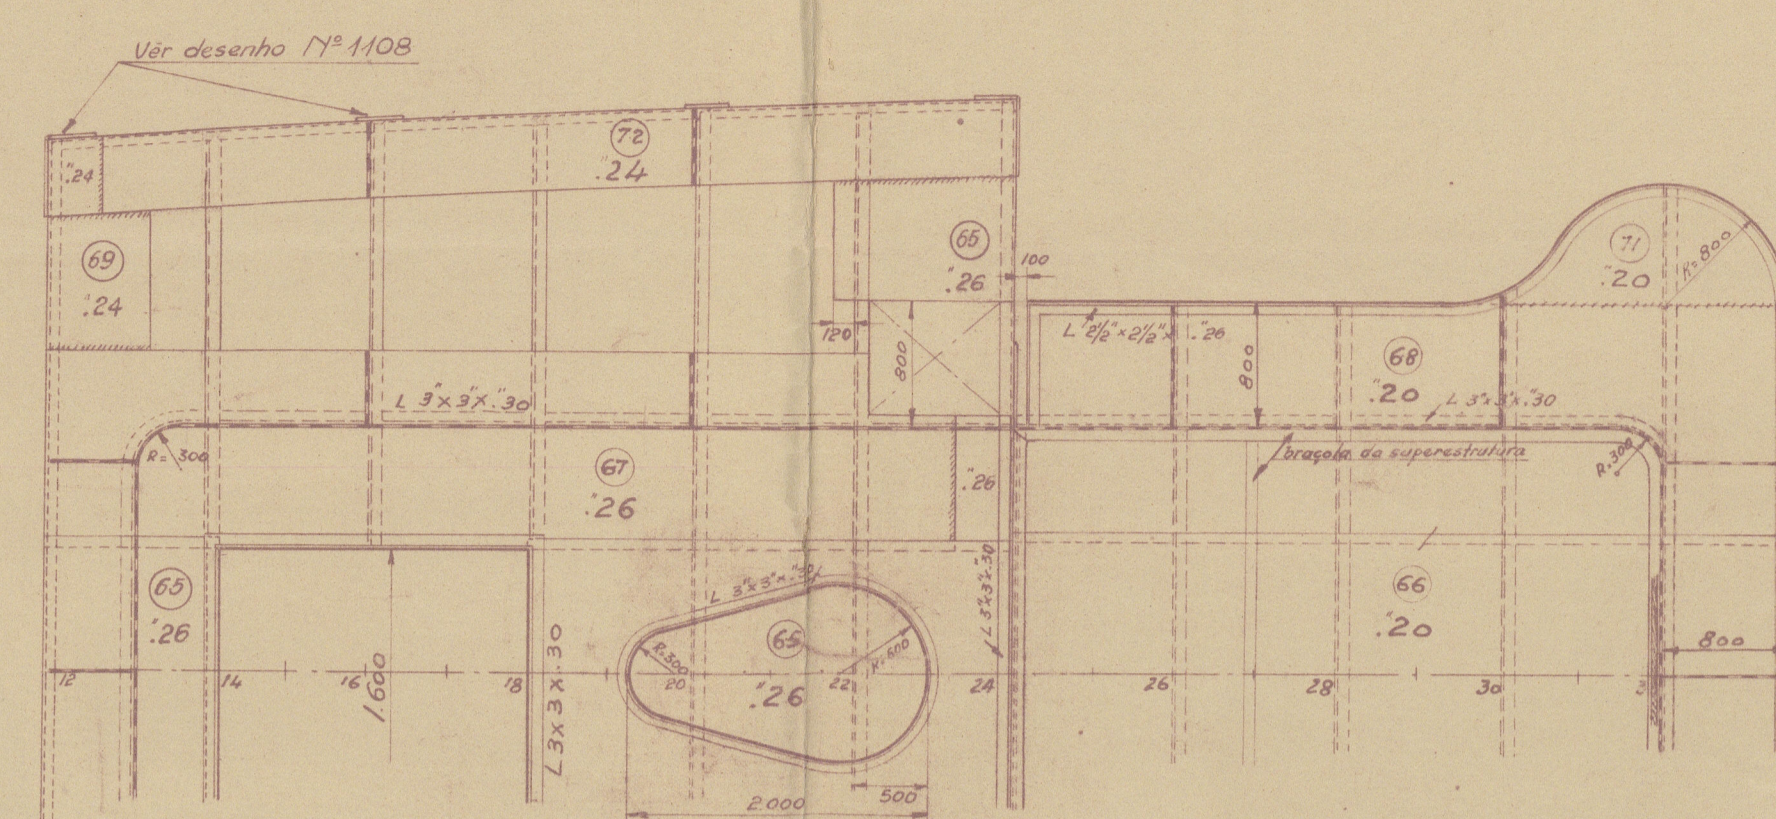 Vêr desenho Nº 1108
72
".24
".24
69
".24
65
".26
100
71
".20
R=800
120
800
L 2½"×2½"× ".26
800
68
".20
L 3"×3"×".30
L 3"×3"×".30
R=300
braçola da superestrutura
R=300
67
".26
".26
65
".26
1.600
L 3×3×.30
L 3"×3"×".30
L 3"×3"×".30
65
".26
R=300
R=500
66
".20
800
12
14
16
18
20
22
24
26
28
30
500
2.000